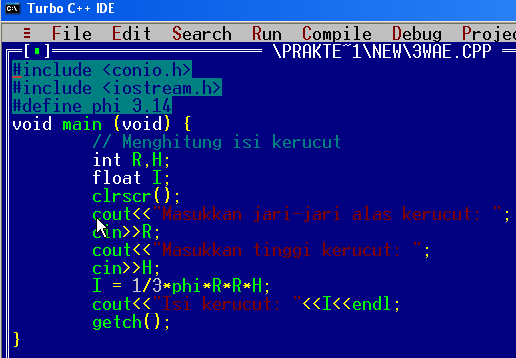 Turbo C++ IDE
≡ File Edit Search Run Compile Debug Projec
[■] \PRAKTE~1\NEW\3WAE.CPP
#include <conio.h>
#include <iostream.h>
#define phi 3.14
void main (void) {
// Menghitung isi kerucut
int R,H;
float I;
clrscr();
cout<<"Masukkan jari-jari alas kerucut: ";
cin>>R;
cout<<"Masukkan tinggi kerucut: ";
cin>>H;
I = 1/3*phi*R*R*H;
cout<<"Isi kerucut: "<<I<<endl;
getch();
}